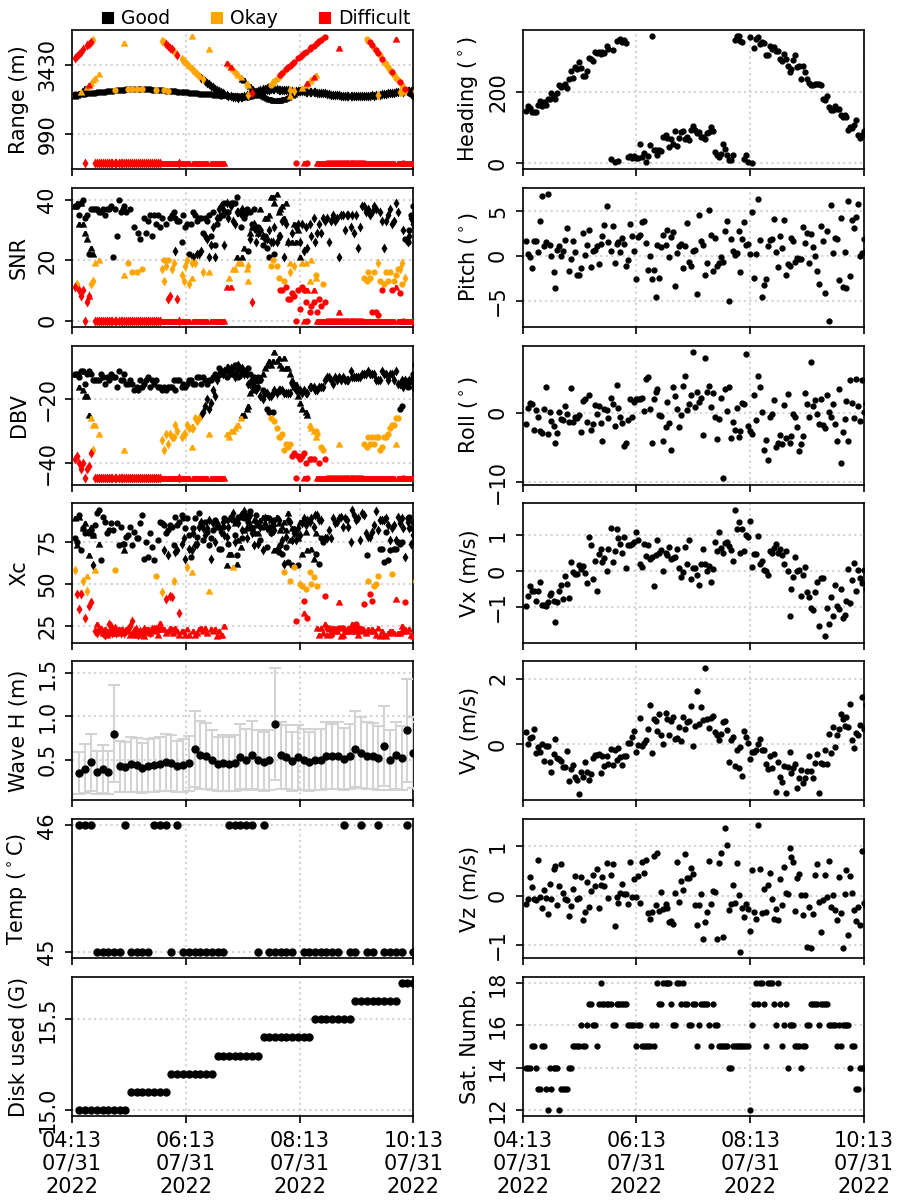 Good Okay Difficult
Range (m)
3430
990
Heading (°)
200
0
SNR
40
20
0
Pitch (°)
5
0
−5
DBV
−20
−40
Roll (°)
0
−10
Xc
75
50
25
Vx (m/s)
1
0
−1
Wave H (m)
1.5
1.0
0.5
Vy (m/s)
2
0
Temp (°C)
46
45
Vz (m/s)
1
0
−1
Disk used (G)
15.5
15.0
Sat. Numb.
18
16
14
12
04:13 06:13 08:13 10:13
07/31 07/31 07/31 07/31
2022 2022 2022 2022
04:13 06:13 08:13 10:13
07/31 07/31 07/31 07/31
2022 2022 2022 2022